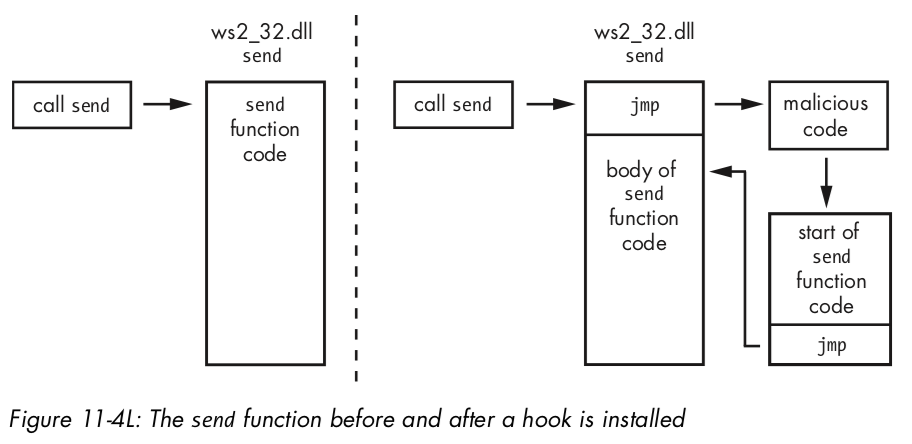 ws2_32.dll
send
call send
send
function
code
ws2_32.dll
send
call send
jmp
malicious
code
body of
send
function
code
start of
send
function
code
jmp
Figure 11-4L: The send function before and after a hook is installed